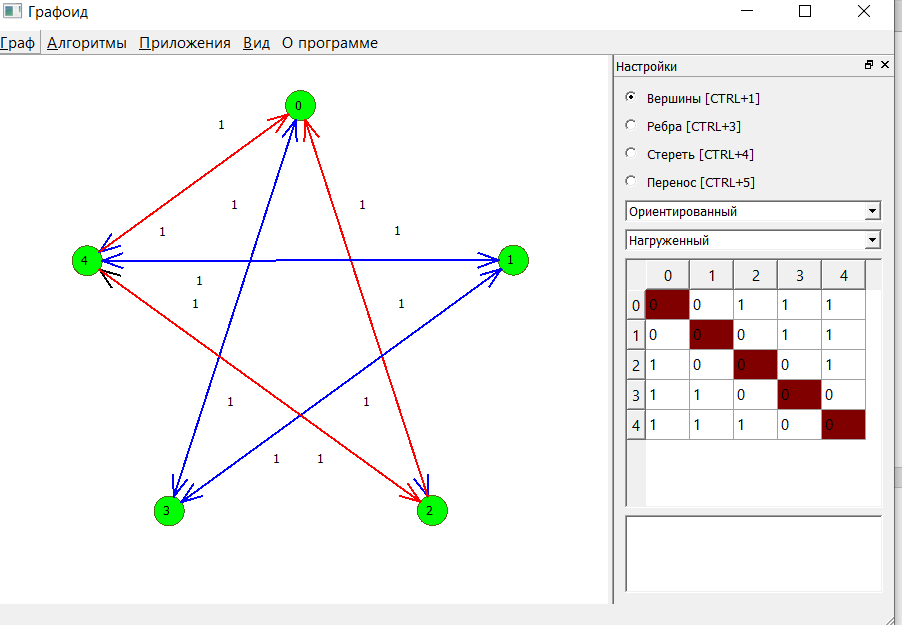 Графоид
Граф Алгоритмы Приложения Вид О программе
Настройки
Вершины [CTRL+1]
Ребра [CTRL+3]
Стереть [CTRL+4]
Перенос [CTRL+5]
Ориентированный
Нагруженный
0 1 2 3 4
0 0 0 1 1 1
1 0 0 0 1 1
2 1 0 0 0 1
3 1 1 0 0 0
4 1 1 1 0 0
0
1
1 1
1 1
4 1
1
1 1
1 1
1 1
3 2